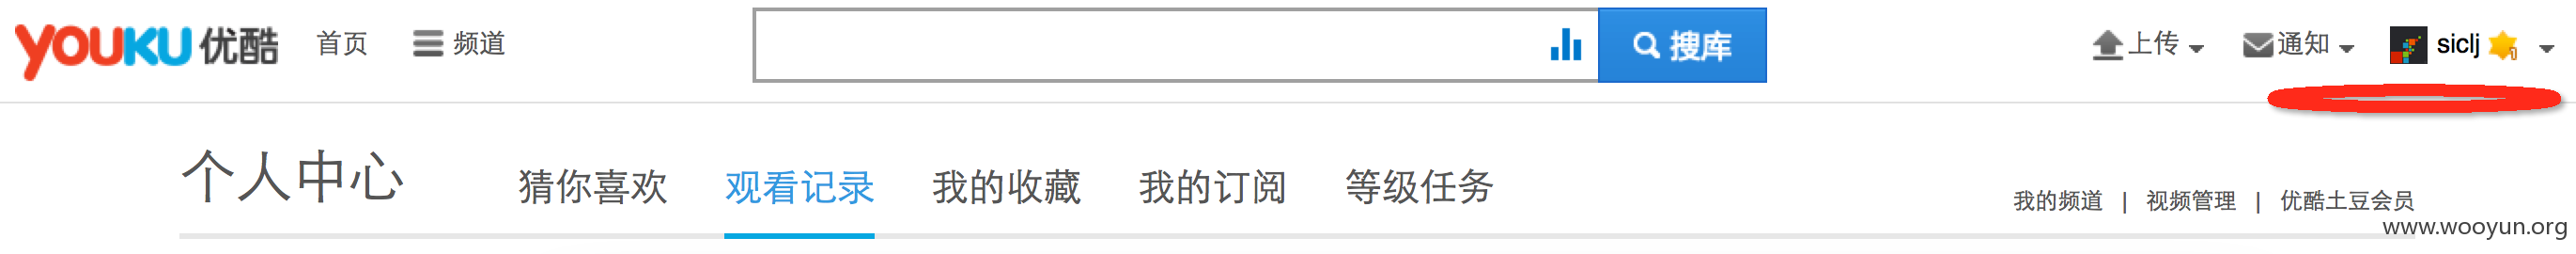 YOUKU 优酷 首页 频道 搜库 上传 通知 siclj 1
个人中心 猜你喜欢 观看记录 我的收藏 我的订阅 等级任务 我的频道 | 视频管理 | 优酷土豆会员
www.wooyun.org